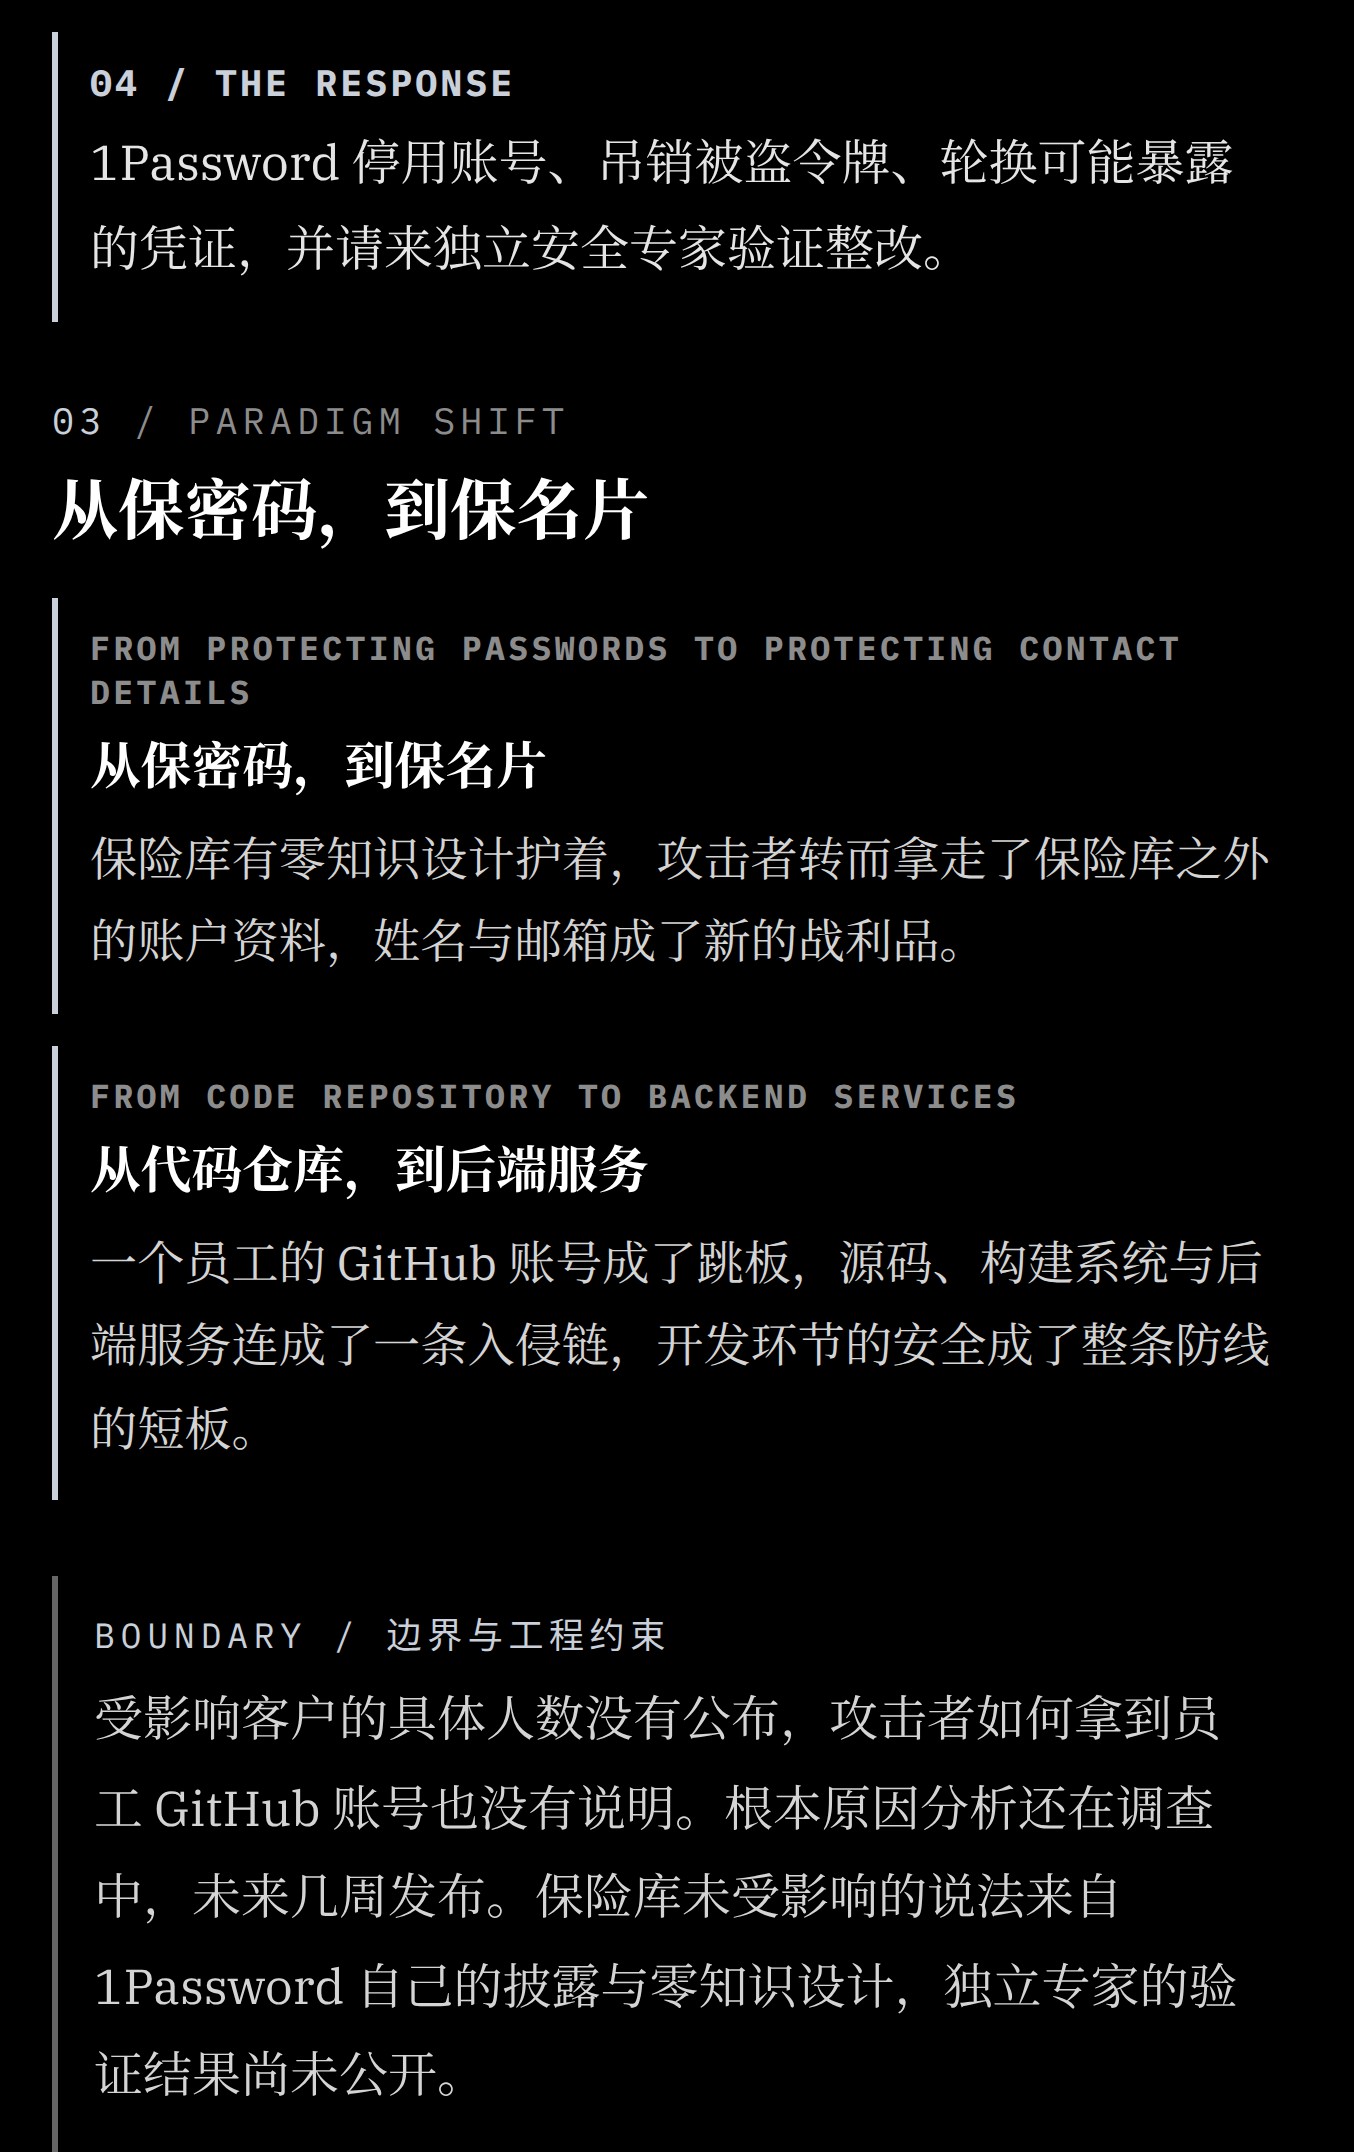 04 / THE RESPONSE
1Password 停用账号、吊销被盗令牌、轮换可能暴露
的凭证，并请来独立安全专家验证整改。
03 / PARADIGM SHIFT
从保密码，到保名片
FROM PROTECTING PASSWORDS TO PROTECTING CONTACT
DETAILS
从保密码，到保名片
保险库有零知识设计护着，攻击者转而拿走了保险库之外
的账户资料，姓名与邮箱成了新的战利品。
FROM CODE REPOSITORY TO BACKEND SERVICES
从代码仓库，到后端服务
一个员工的 GitHub 账号成了跳板，源码、构建系统与后
端服务连成了一条入侵链，开发环节的安全成了整条防线
的短板。
BOUNDARY / 边界与工程约束
受影响客户的具体人数没有公布，攻击者如何拿到员
工 GitHub 账号也没有说明。根本原因分析还在调查
中，未来几周发布。保险库未受影响的说法来自
1Password 自己的披露与零知识设计，独立专家的验
证结果尚未公开。